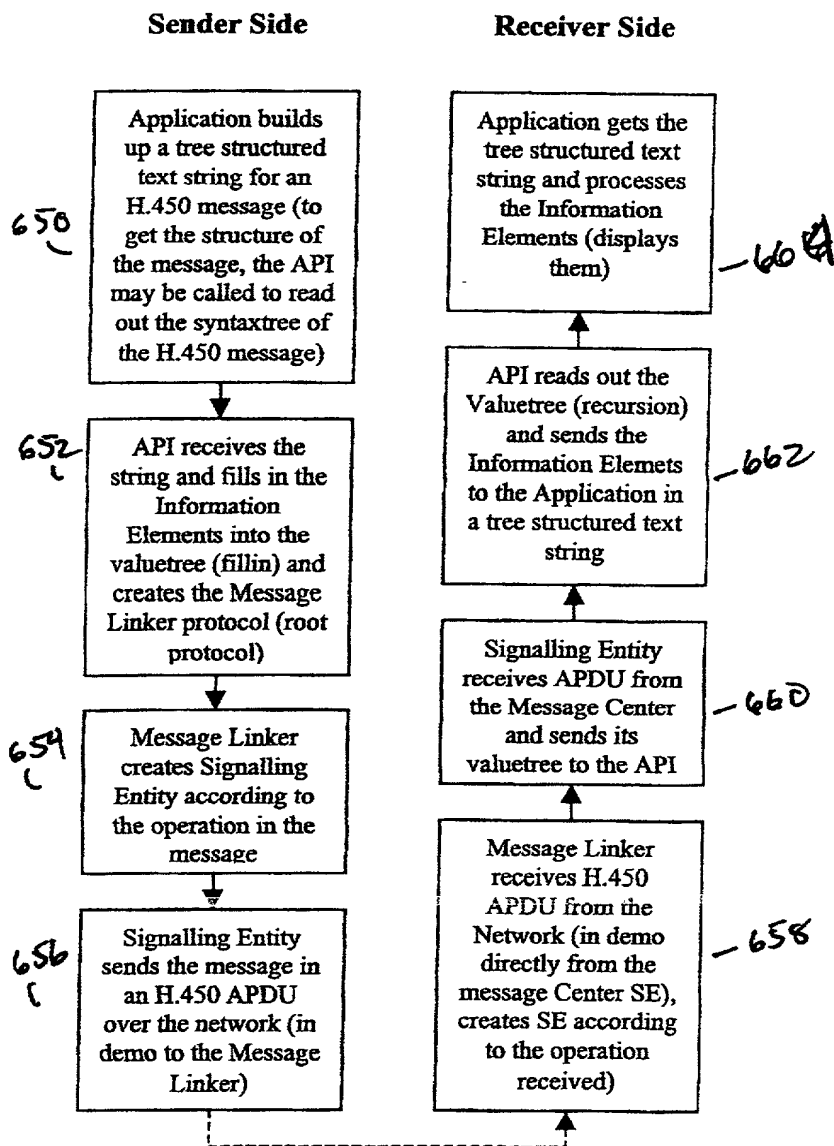 Sender Side
Application builds
up a tree structured
text string for an
H.450 message (to
get the structure of
the message, the API
may be called to read
out the syntaxtree of
the H.450 message)
650
API receives the
string and fills in the
Information
Elements into the
valuetree (fillin) and
creates the Message
Linker protocol (root
protocol)
652
Message Linker
creates Signalling
Entity according to
the operation in the
message
654
Signalling Entity
sends the message in
an H.450 APDU
over the network (in
demo to the Message
Linker)
656
Receiver Side
Application gets the
tree structured text
string and processes
the Information
Elements (displays
them)
API reads out the
Valuetree (recursion)
and sends the
Information Elemets
to the Application in
a tree structured text
string
662
Signalling Entity
receives APDU from
the Message Center
and sends its
valuetree to the API
660
Message Linker
receives H.450
APDU from the
Network (in demo
directly from the
message Center SE),
creates SE according
to the operation
received)
658